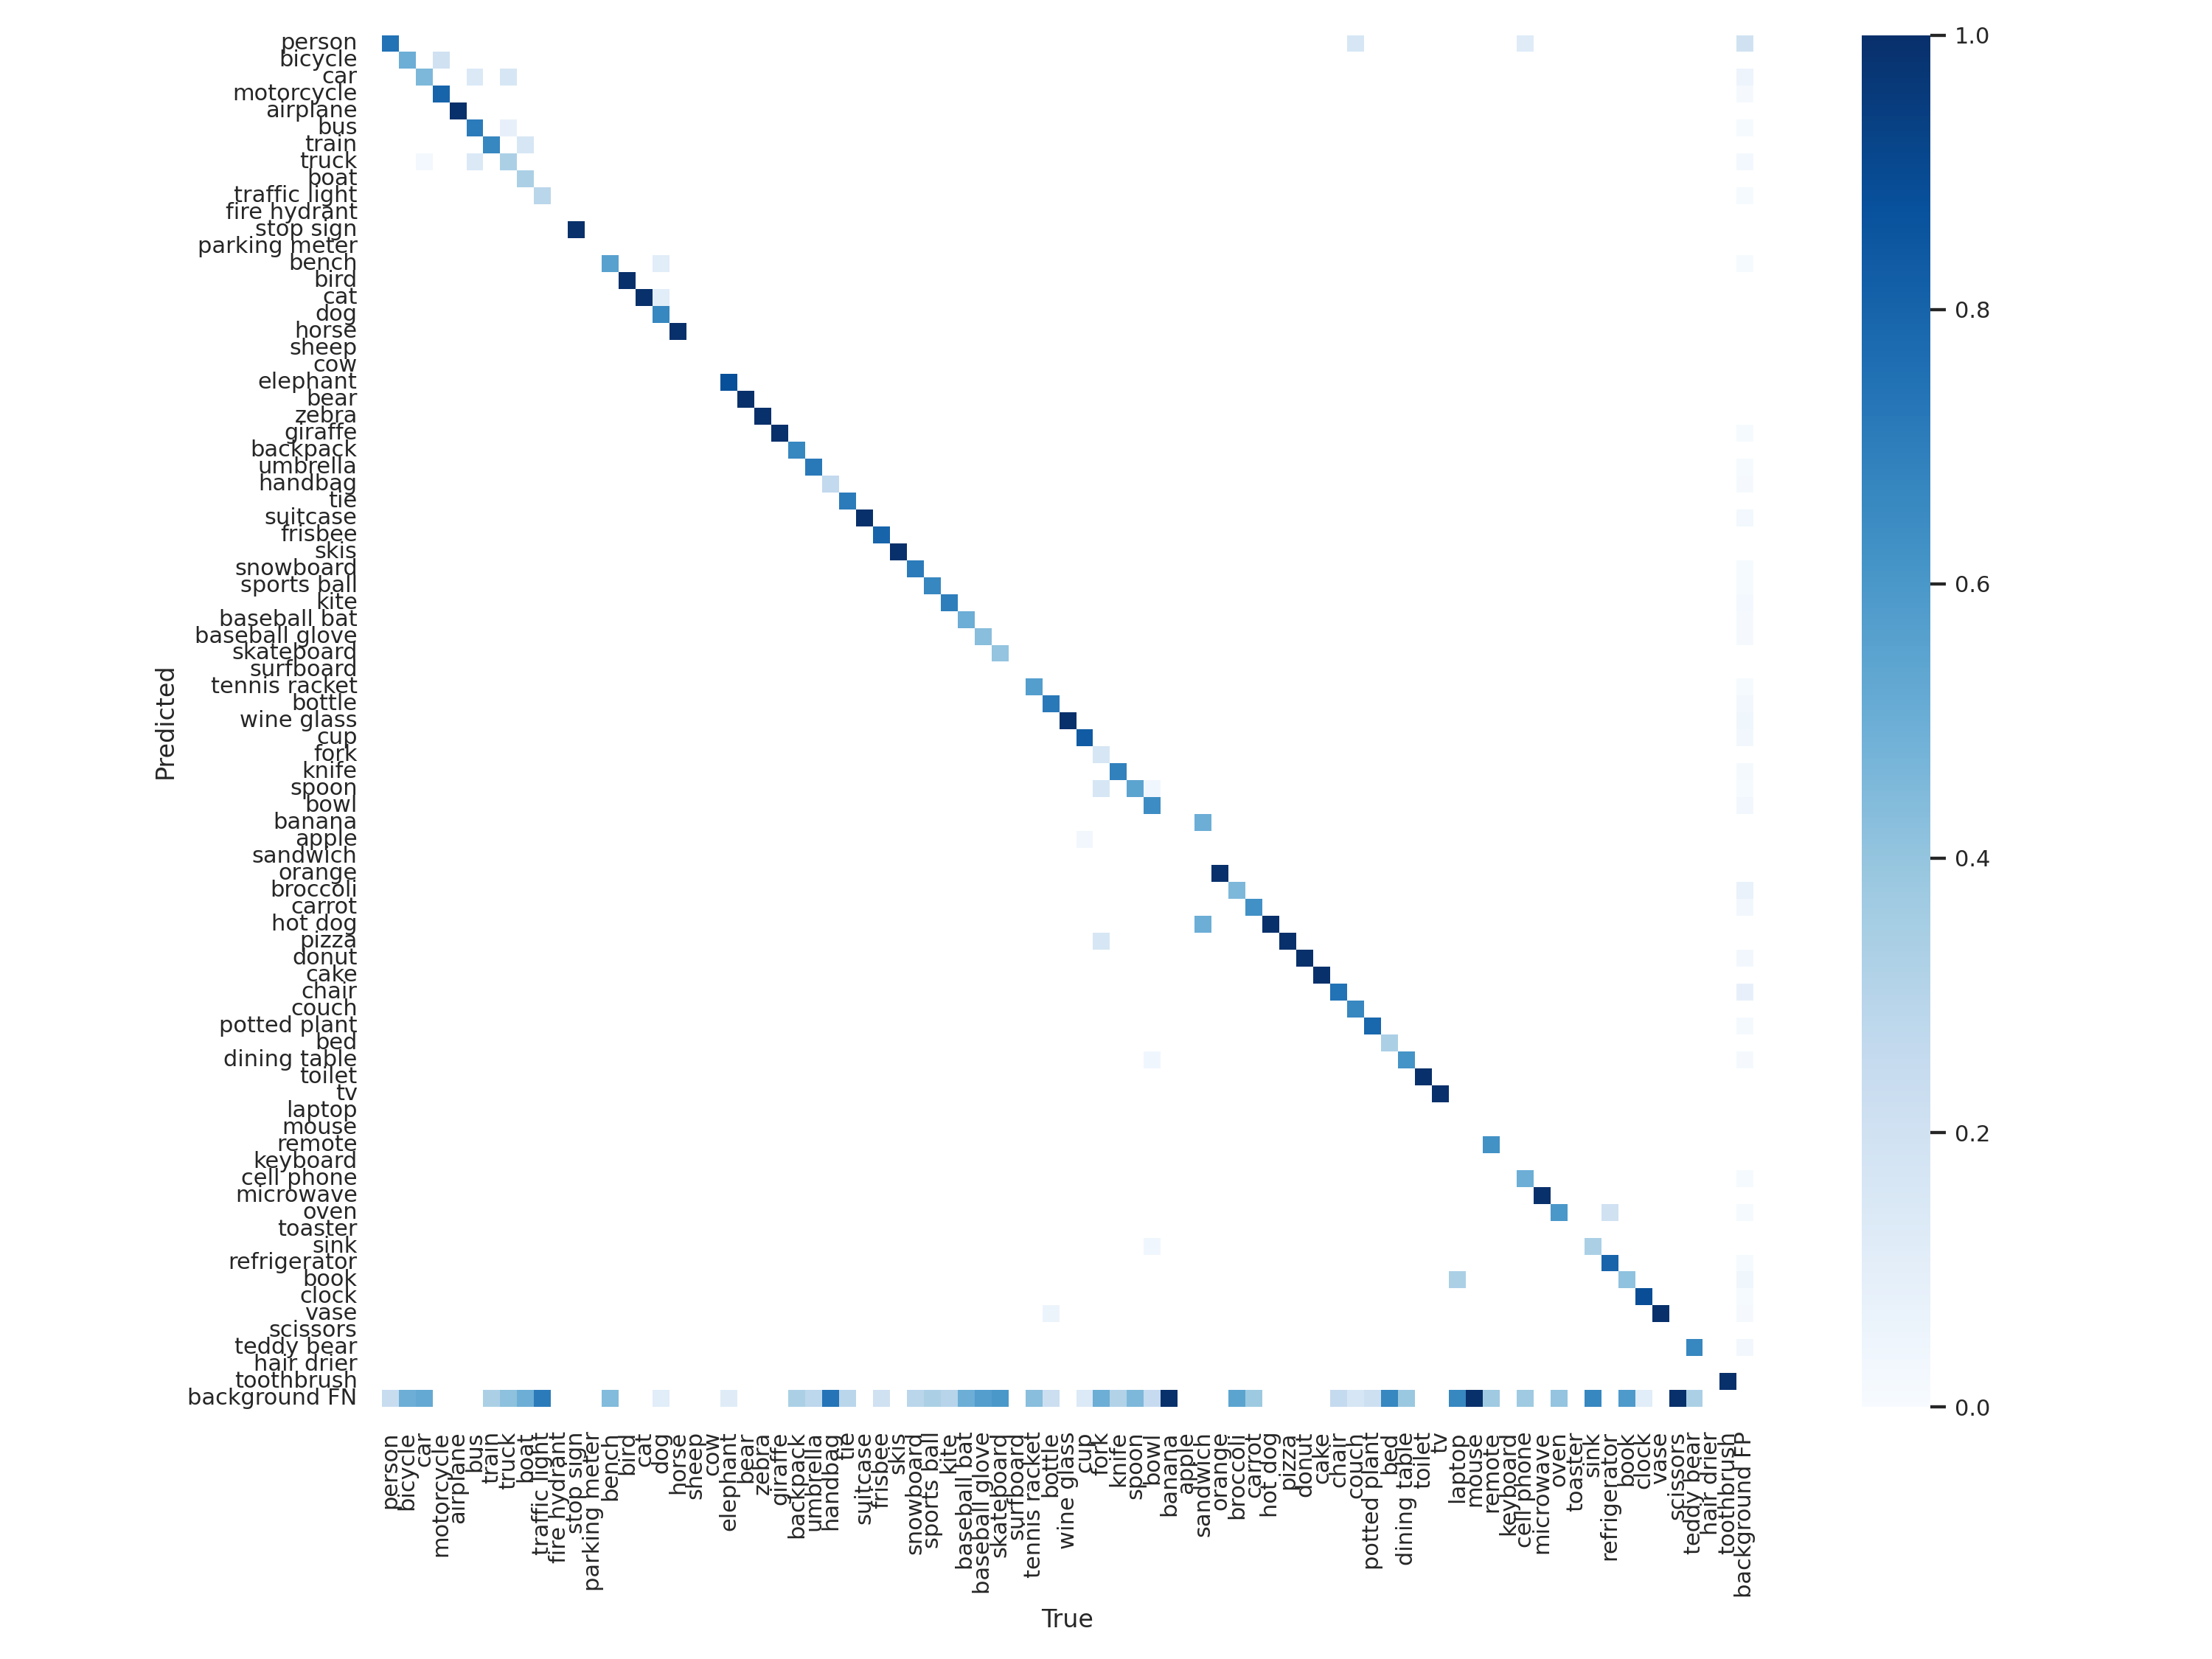 person
bicycle
car
motorcycle
airplane
bus
train
truck
boat
traffic light
fire hydrant
stop sign
parking meter
bench
bird
cat
dog
horse
sheep
cow
elephant
bear
zebra
giraffe
backpack
umbrella
handbag
tie
suitcase
frisbee
skis
snowboard
sports ball
kite
baseball bat
baseball glove
skateboard
surfboard
tennis racket
bottle
wine glass
cup
fork
knife
spoon
bowl
banana
apple
sandwich
orange
broccoli
carrot
hot dog
pizza
donut
cake
chair
couch
potted plant
bed
dining table
toilet
tv
laptop
mouse
remote
keyboard
cell phone
microwave
oven
toaster
sink
refrigerator
book
clock
vase
scissors
teddy bear
hair drier
toothbrush
background FN
Predicted
person
bicycle
car
motorcycle
airplane
bus
train
truck
boat
traffic light
fire hydrant
stop sign
parking meter
bench
bird
cat
dog
horse
sheep
cow
elephant
bear
zebra
giraffe
backpack
umbrella
handbag
tie
suitcase
frisbee
skis
snowboard
sports ball
kite
baseball bat
baseball glove
skateboard
surfboard
tennis racket
bottle
wine glass
cup
fork
knife
spoon
bowl
banana
apple
sandwich
orange
broccoli
carrot
hot dog
pizza
donut
cake
chair
couch
potted plant
bed
dining table
toilet
tv
laptop
mouse
remote
keyboard
cell phone
microwave
oven
toaster
sink
refrigerator
book
clock
vase
scissors
teddy bear
hair drier
toothbrush
background FP
True
1.0
0.8
0.6
0.4
0.2
0.0